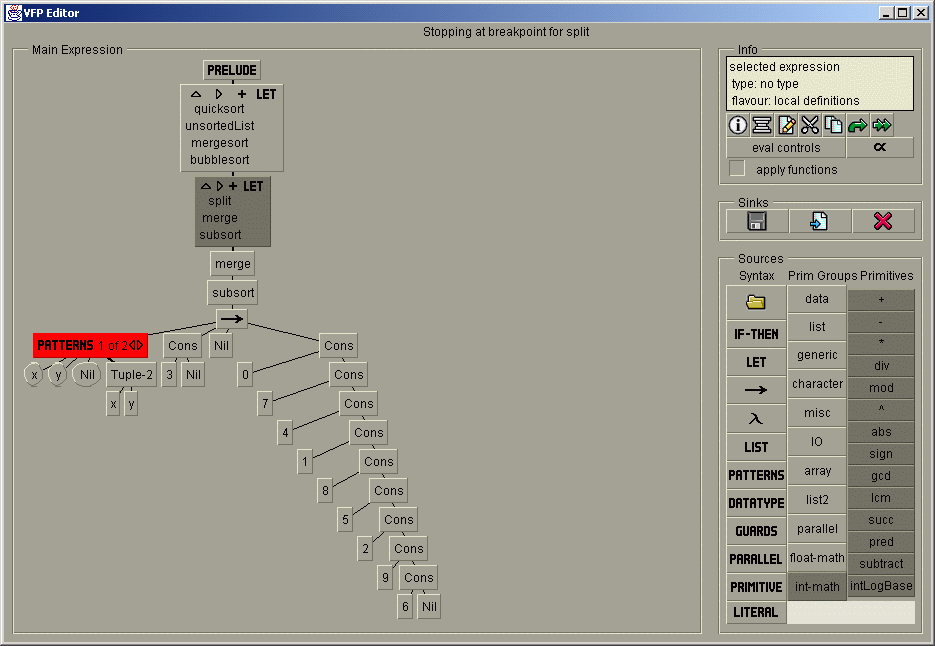 VFP Editor
Stopping at breakpoint for split
Main Expression
PRELUDE
+ LET
quicksort
unsortedList
mergesort
bubblesort
+ LET
split
merge
subsort
merge
subsort
→
PATTERNS 1 of 2
Cons
Nil
Cons
x
y
Nil
Tuple-2
3
Nil
0
Cons
x
y
7
Cons
4
Cons
1
Cons
8
Cons
5
Cons
2
Cons
9
Cons
6
Nil
Info
selected expression
type: no type
flavour: local definitions
eval controls
∝
apply functions
Sinks
Sources
Syntax
IF-THEN
LET
→
λ
LIST
PATTERNS
DATATYPE
GUARDS
PARALLEL
PRIMITIVE
LITERAL
Prim Groups
data
list
generic
character
misc
IO
array
list2
parallel
float-math
int-math
Primitives
+
-
*
div
mod
^
abs
sign
gcd
lcm
succ
pred
subtract
intLogBase